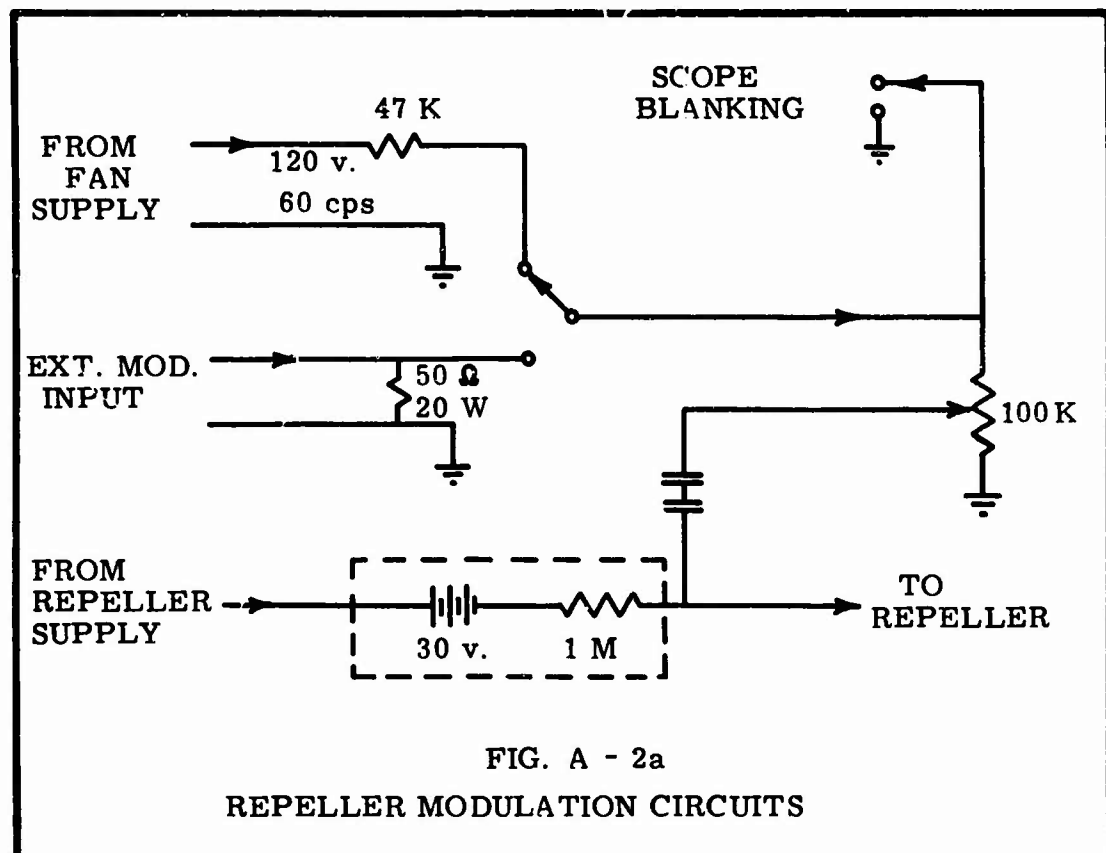 SCOPE
BLANKING
47 K
FROM
FAN
SUPPLY
120 v.
60 cps
EXT. MOD.
INPUT
50 Ω
20 W
100 K
FROM
REPELLER
SUPPLY
30 v.
1 M
TO
REPELLER
FIG. A - 2a
REPELLER MODULATION CIRCUITS